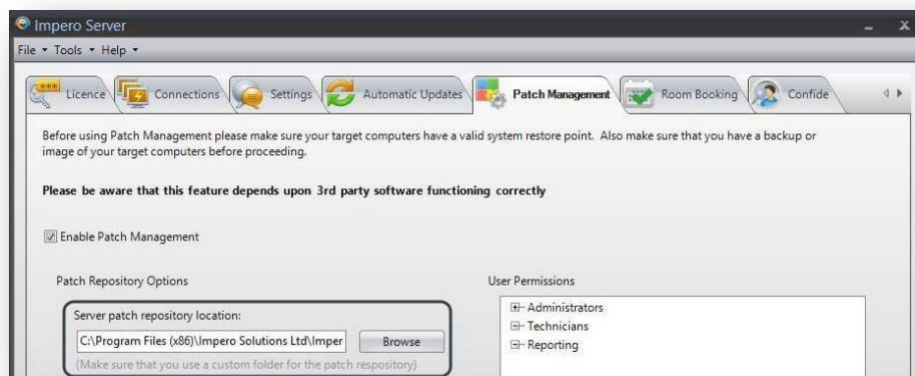 Impero Server
File Tools Help
Licence Connections Settings Automatic Updates Patch Management Room Booking Confide
Before using Patch Management please make sure your target computers have a valid system restore point. Also make sure that you have a backup or
image of your target computers before proceeding.
Please be aware that this feature depends upon 3rd party software functioning correctly
Enable Patch Management
Patch Repository Options
Server patch repository location:
C:\Program Files (x86)\Impero Solutions Ltd\Imper
Browse
(Make sure that you use a custom folder for the patch respository)
User Permissions
Administrators
Technicians
Reporting